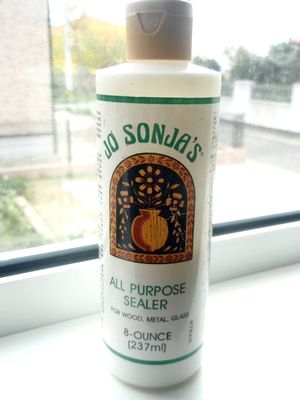 JO SONJA'S®
ALL PURPOSE
SEALER
FOR WOOD, METAL, GLASS
8-OUNCE
(237ml)